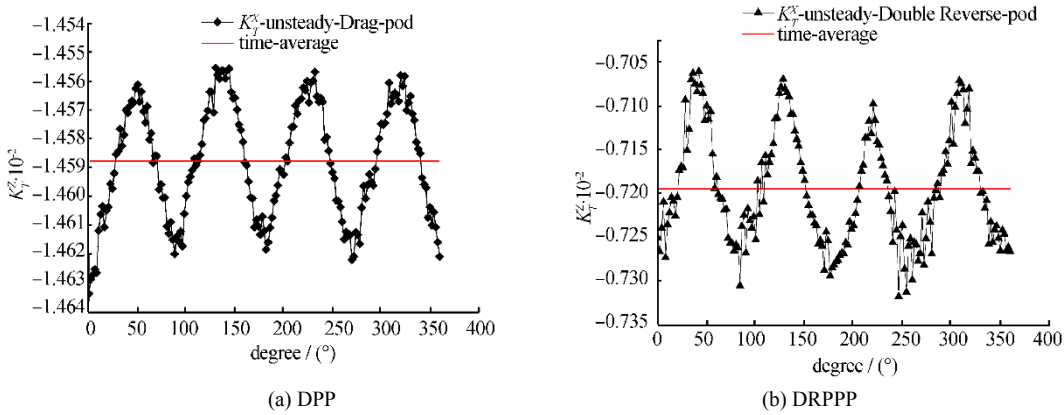 K_T^X-unsteady-Drag-pod
time-average
−1.454
−1.455
−1.456
−1.457
−1.458
−1.459
−1.460
−1.461
−1.462
−1.463
−1.464
K_T^Z·10^-2
0 50 100 150 200 250 300 350 400
degree / (°)
(a) DPP
K_T^X-unsteady-Double Reverse-pod
time-average
−0.705
−0.710
−0.715
−0.720
−0.725
−0.730
−0.735
K_T^Z·10^-2
0 50 100 150 200 250 300 350 400
degree / (°)
(b) DRPPP